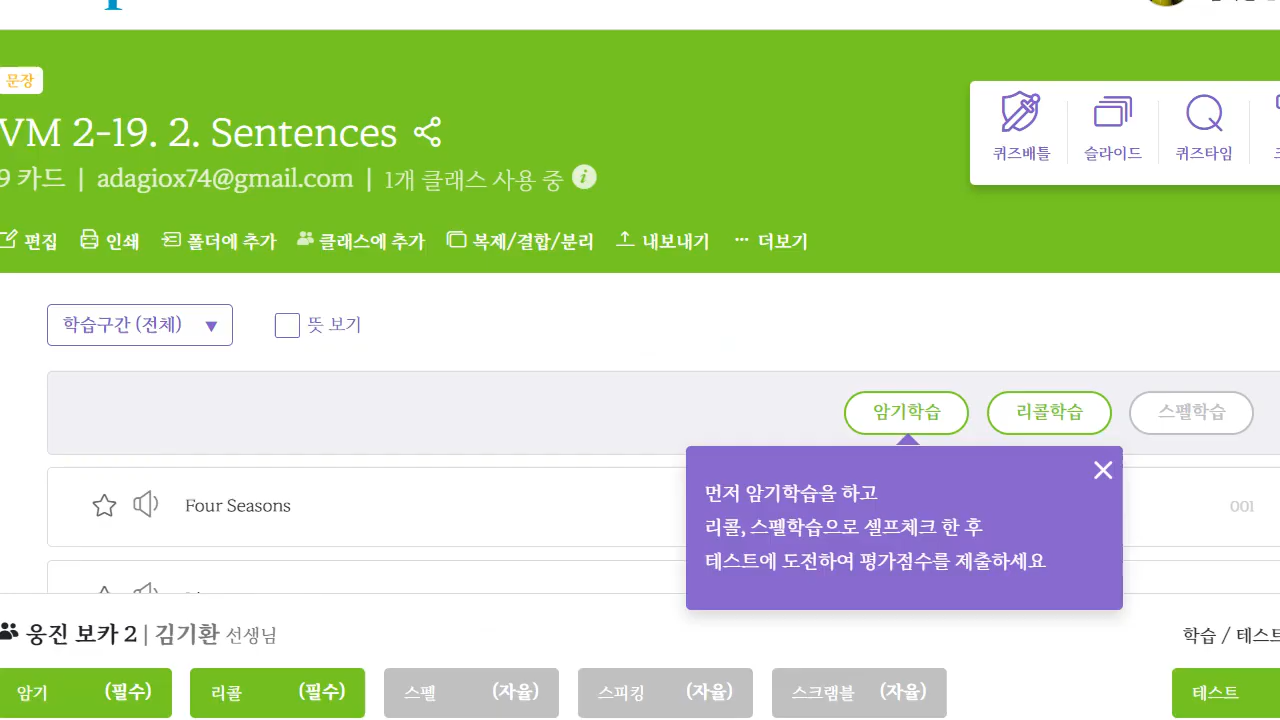 문장
VM 2-19. 2. Sentences
9 카드 | adagiox74@gmail.com | 1개 클래스 사용 중
편집 인쇄 폴더에 추가 클래스에 추가 복제/결합/분리 내보내기 ··· 더보기
퀴즈배틀 슬라이드 퀴즈타임
학습구간 (전체) ▼ 뜻 보기
암기학습 리콜학습 스펠학습
Four Seasons 001
먼저 암기학습을 하고
리콜, 스펠학습으로 셀프체크 한 후
테스트에 도전하여 평가점수를 제출하세요
웅진 보카 2 | 김기환 선생님 학습 / 테스트
암기 (필수) 리콜 (필수) 스펠 (자율) 스피킹 (자율) 스크램블 (자율) 테스트